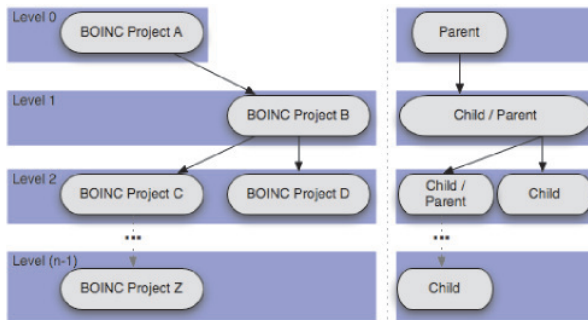 Level 0
BOINC Project A
Parent
Level 1
BOINC Project B
Child / Parent
Level 2
BOINC Project C
BOINC Project D
Child /
Parent
Child
...
...
Level (n-1)
BOINC Project Z
Child